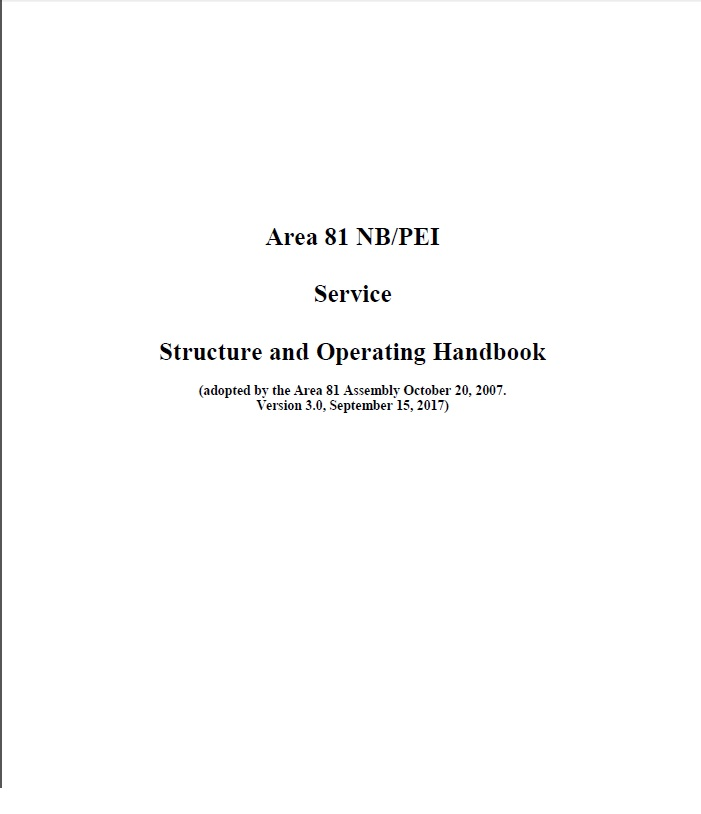 Area 81 NB/PEI
Service
Structure and Operating Handbook
(adopted by the Area 81 Assembly October 20, 2007.
Version 3.0, September 15, 2017)